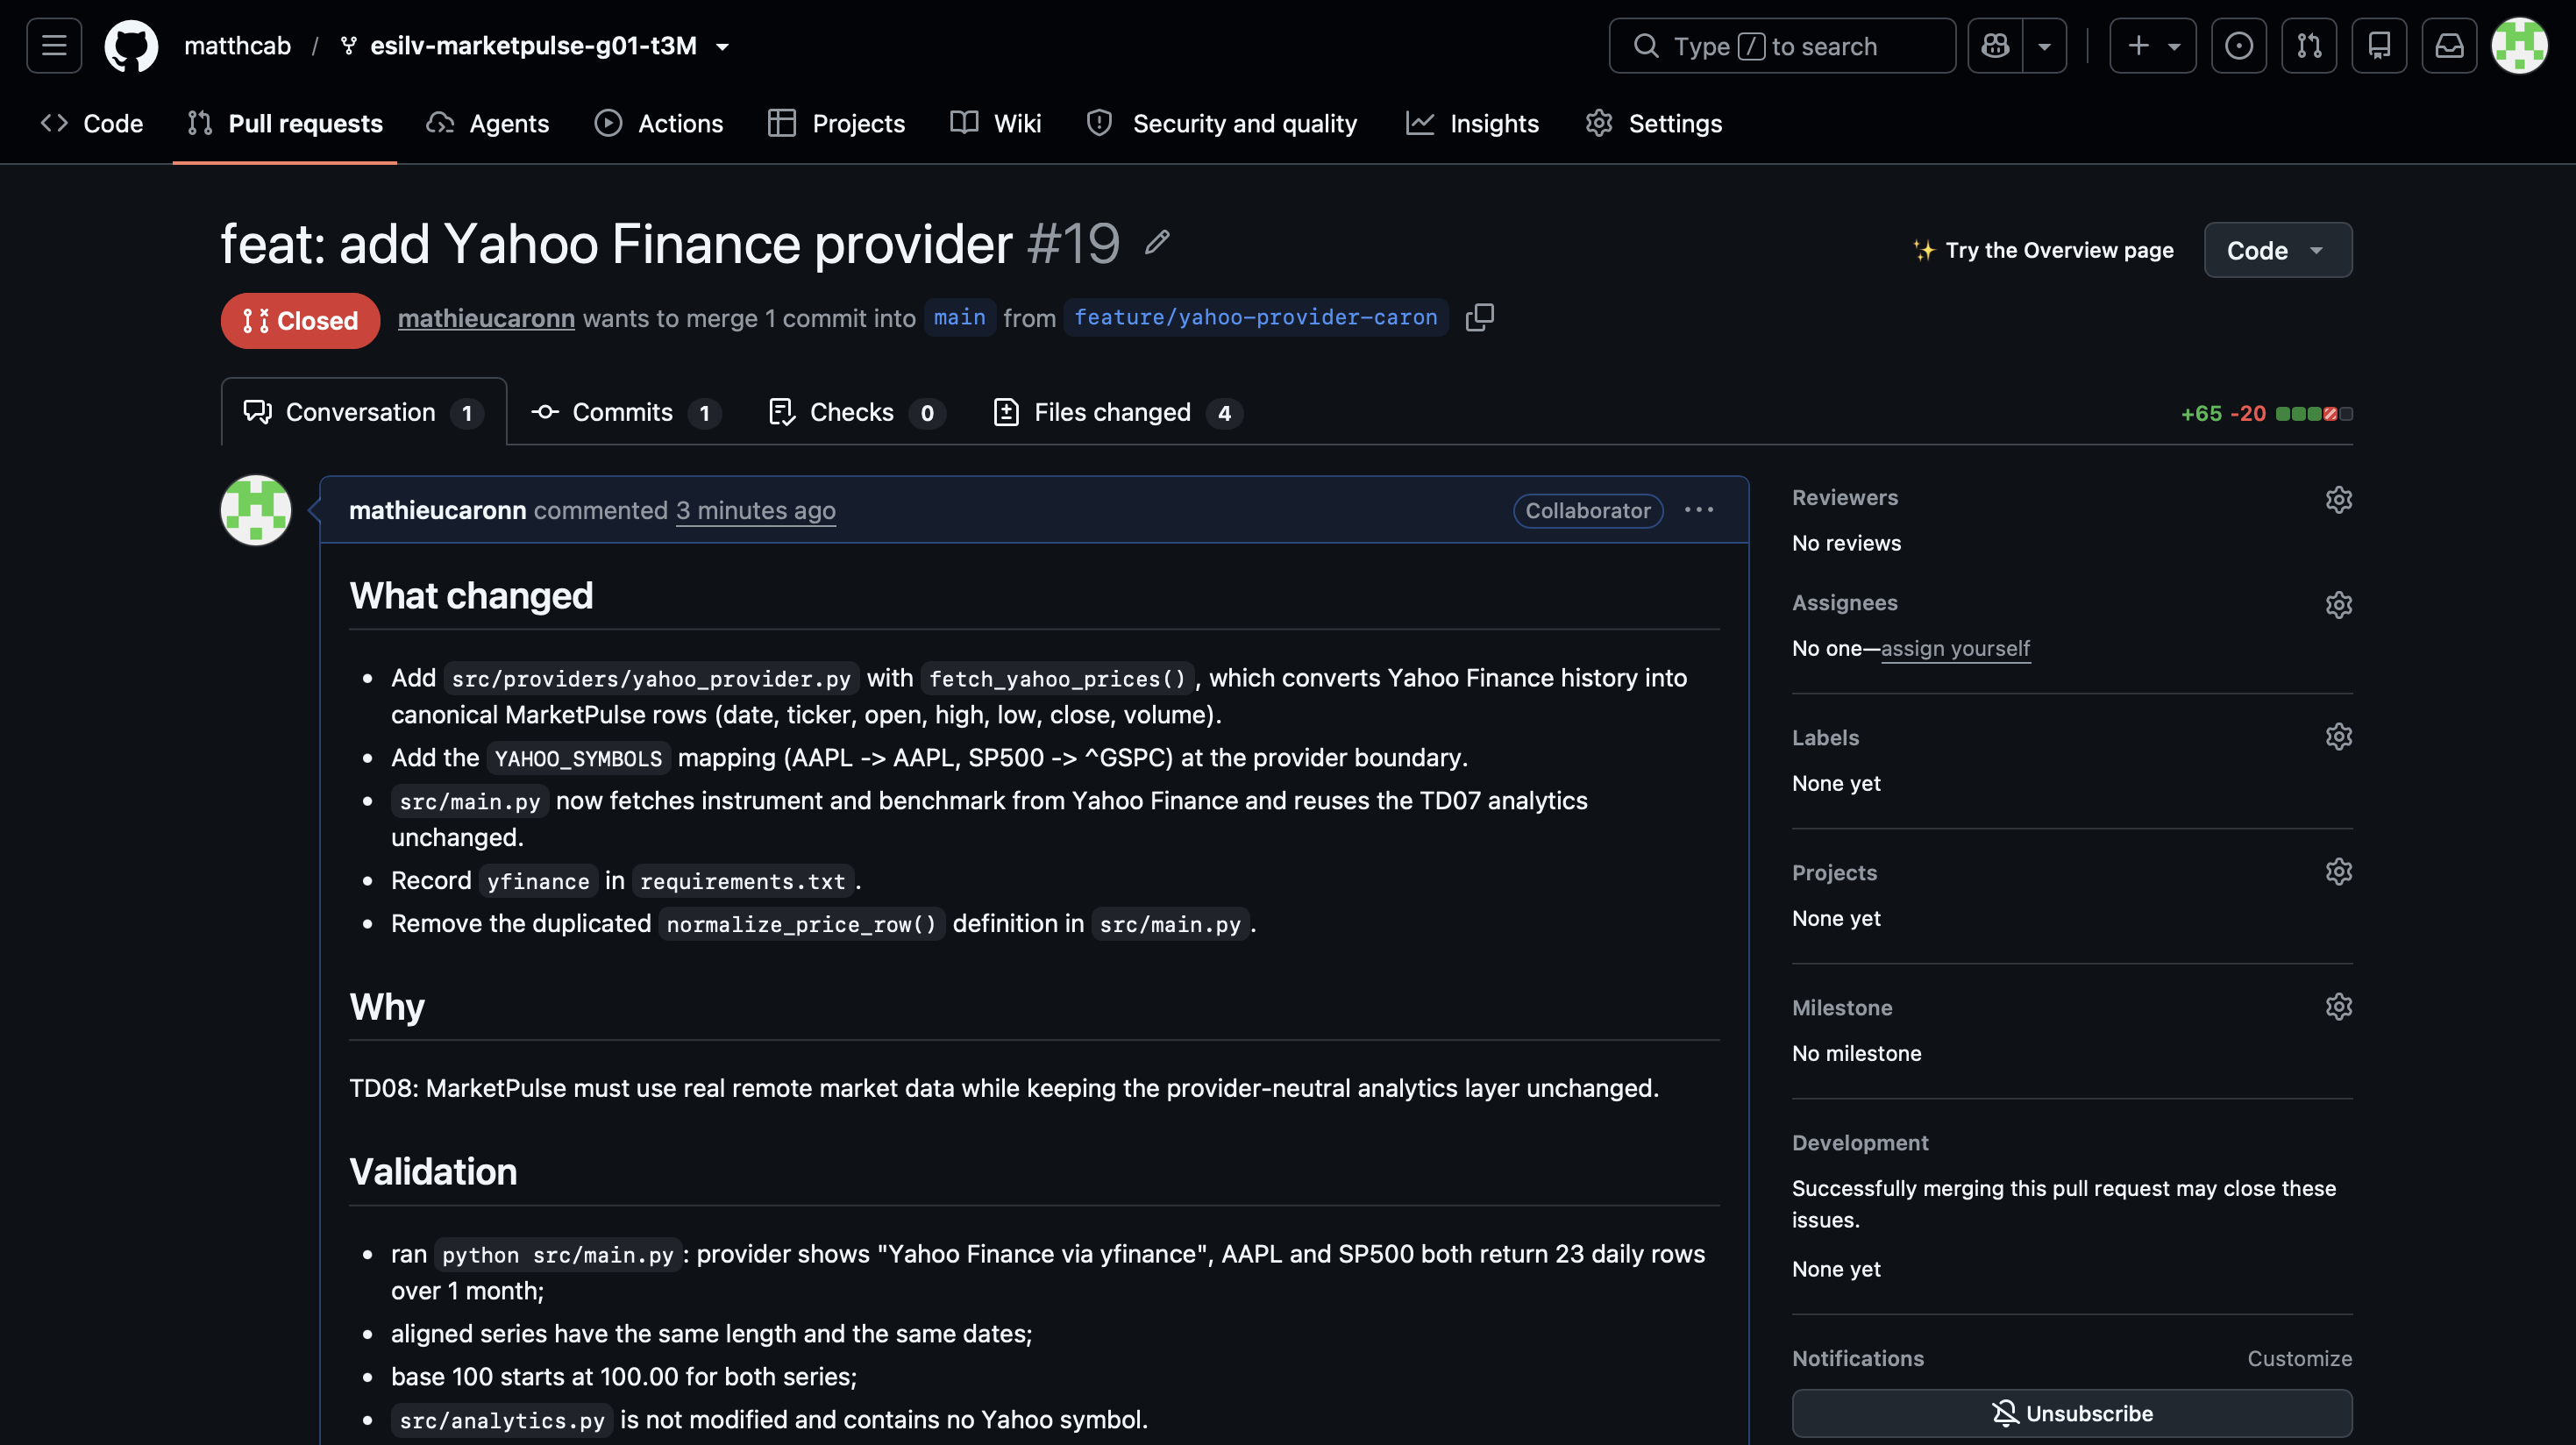 matthcab / esilv-marketpulse-g01-t3M
Type / to search
Code Pull requests Agents Actions Projects Wiki Security and quality Insights Settings
feat: add Yahoo Finance provider #19
Try the Overview page
Code
Closed
mathieucaronn wants to merge 1 commit into main from feature/yahoo-provider-caron
Conversation 1 Commits 1 Checks 0 Files changed 4
+65 -20
mathieucaronn commented 3 minutes ago
Collaborator
What changed
Add src/providers/yahoo_provider.py with fetch_yahoo_prices(), which converts Yahoo Finance history into
canonical MarketPulse rows (date, ticker, open, high, low, close, volume).
Add the YAHOO_SYMBOLS mapping (AAPL -> AAPL, SP500 -> ^GSPC) at the provider boundary.
src/main.py now fetches instrument and benchmark from Yahoo Finance and reuses the TD07 analytics
unchanged.
Record yfinance in requirements.txt.
Remove the duplicated normalize_price_row() definition in src/main.py.
Why
TD08: MarketPulse must use real remote market data while keeping the provider-neutral analytics layer unchanged.
Validation
ran python src/main.py: provider shows "Yahoo Finance via yfinance", AAPL and SP500 both return 23 daily rows
over 1 month;
aligned series have the same length and the same dates;
base 100 starts at 100.00 for both series;
src/analytics.py is not modified and contains no Yahoo symbol.
Reviewers
No reviews
Assignees
No one—assign yourself
Labels
None yet
Projects
None yet
Milestone
No milestone
Development
Successfully merging this pull request may close these
issues.
None yet
Notifications
Customize
Unsubscribe